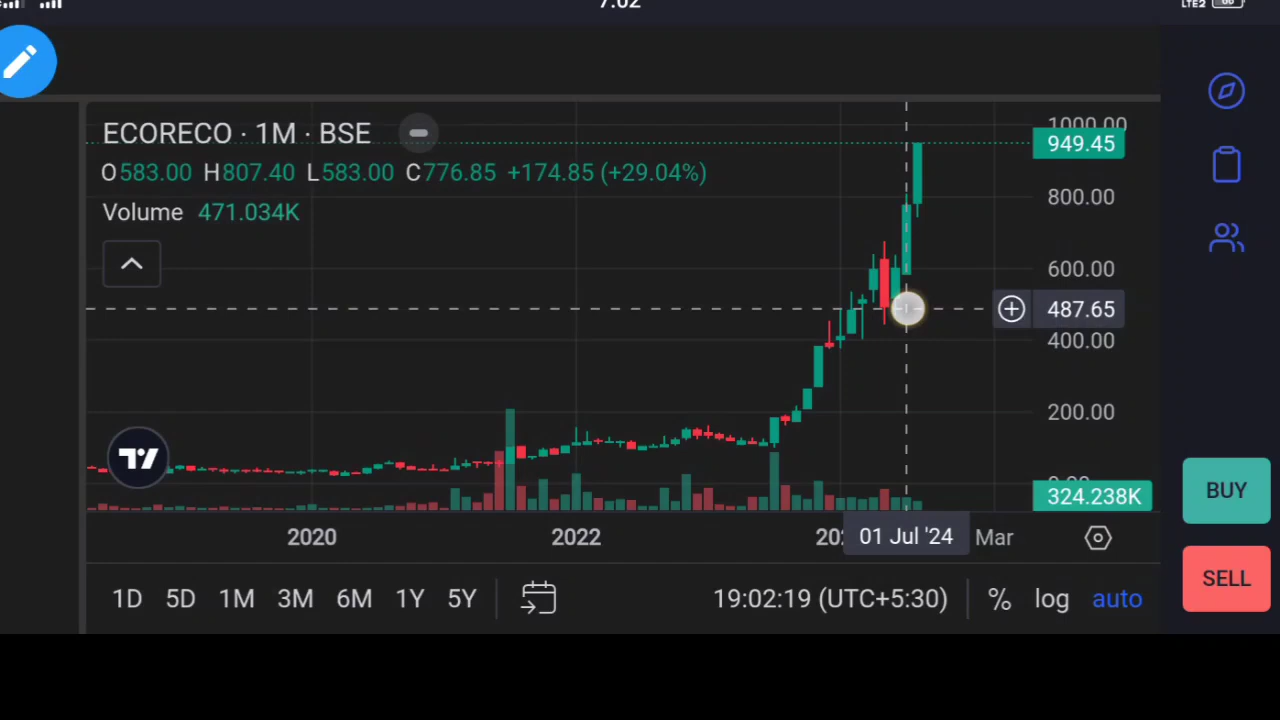 7:02
LTE2
ECORECO · 1M · BSE
O583.00 H807.40 L583.00 C776.85 +174.85 (+29.04%)
Volume 471.034K
1000.00
949.45
800.00
600.00
487.65
400.00
200.00
0.00
324.238K
BUY
SELL
2020 2022 01 Jul '24 Mar
1D 5D 1M 3M 6M 1Y 5Y 19:02:19 (UTC+5:30) % log auto